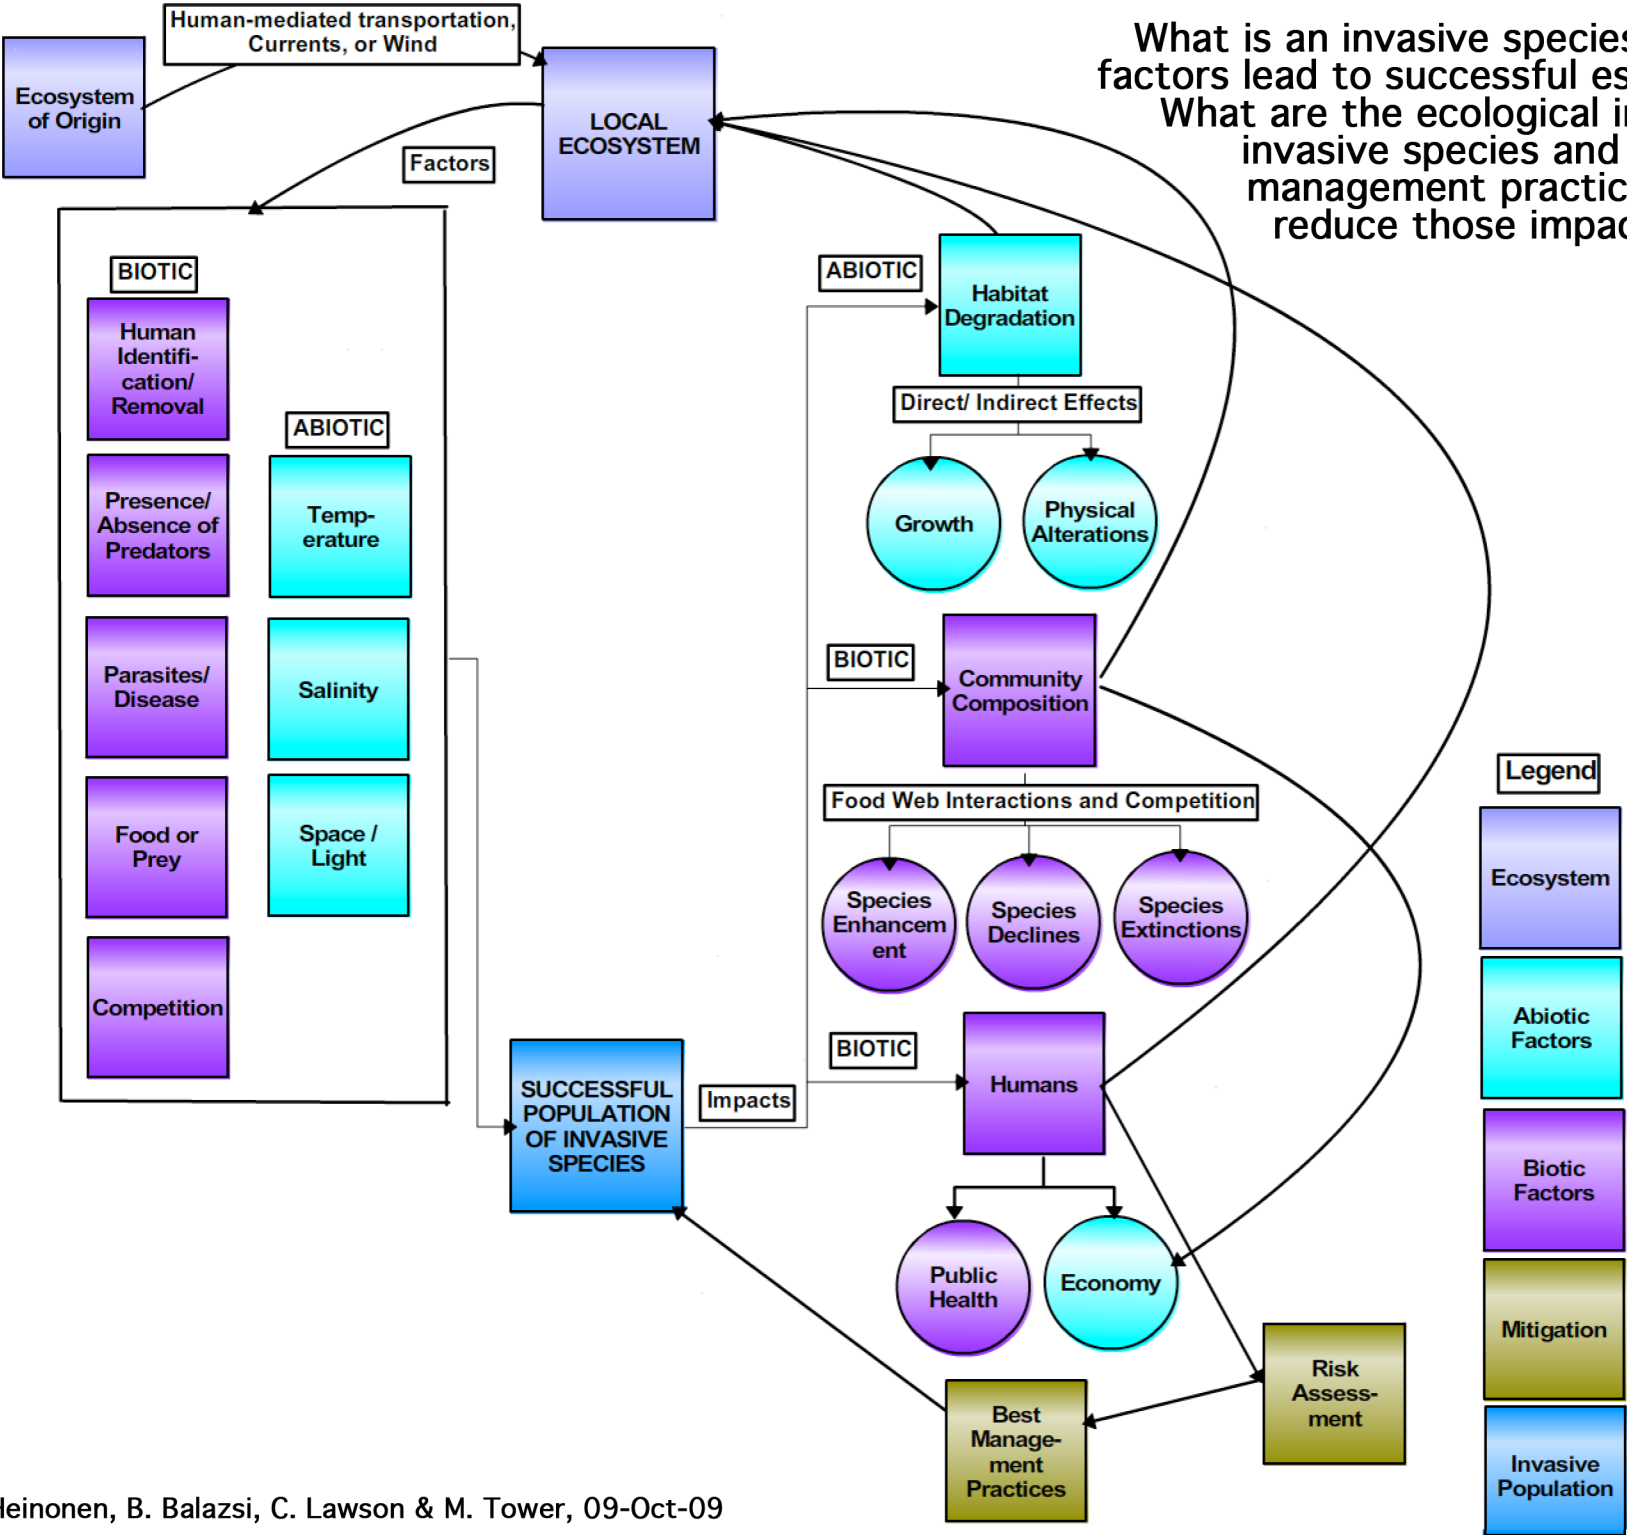 Human-mediated transportation,
Currents, or Wind
What is an invasive species
factors lead to successful es
What are the ecological i
invasive species and
management practic
reduce those impac
Ecosystem
of Origin
LOCAL
ECOSYSTEM
Factors
BIOTIC
Human
Identifi-
cation/
Removal
Presence/
Absence of
Predators
Parasites/
Disease
Food or
Prey
Competition
ABIOTIC
Temp-
erature
Salinity
Space /
Light
SUCCESSFUL
POPULATION
OF INVASIVE
SPECIES
Impacts
ABIOTIC
Habitat
Degradation
Direct/ Indirect Effects
Growth
Physical
Alterations
BIOTIC
Community
Composition
Food Web Interactions and Competition
Species
Enhancem
ent
Species
Declines
Species
Extinctions
BIOTIC
Humans
Public
Health
Economy
Risk
Assess-
ment
Best
Manage-
ment
Practices
Legend
Ecosystem
Abiotic
Factors
Biotic
Factors
Mitigation
Invasive
Population
Heinonen, B. Balazsi, C. Lawson & M. Tower, 09-Oct-09